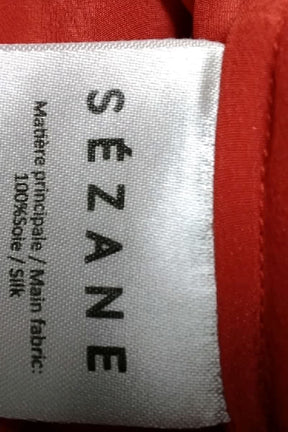 SÉZANE
Matière principale / Main fabric:
100%Soie / Silk